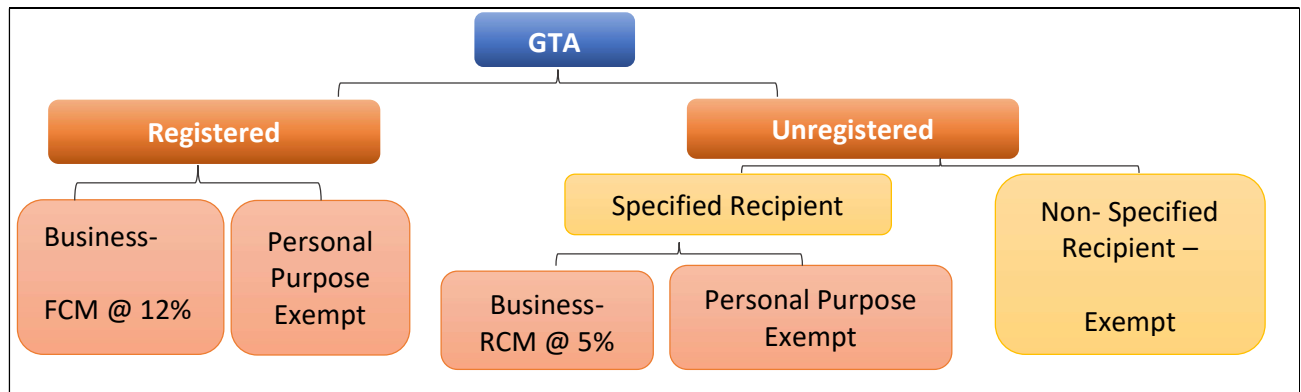 GTA
Registered
Unregistered
Business-
FCM @ 12%
Personal
Purpose
Exempt
Specified Recipient
Business-
RCM @ 5%
Personal Purpose
Exempt
Non- Specified
Recipient –
Exempt